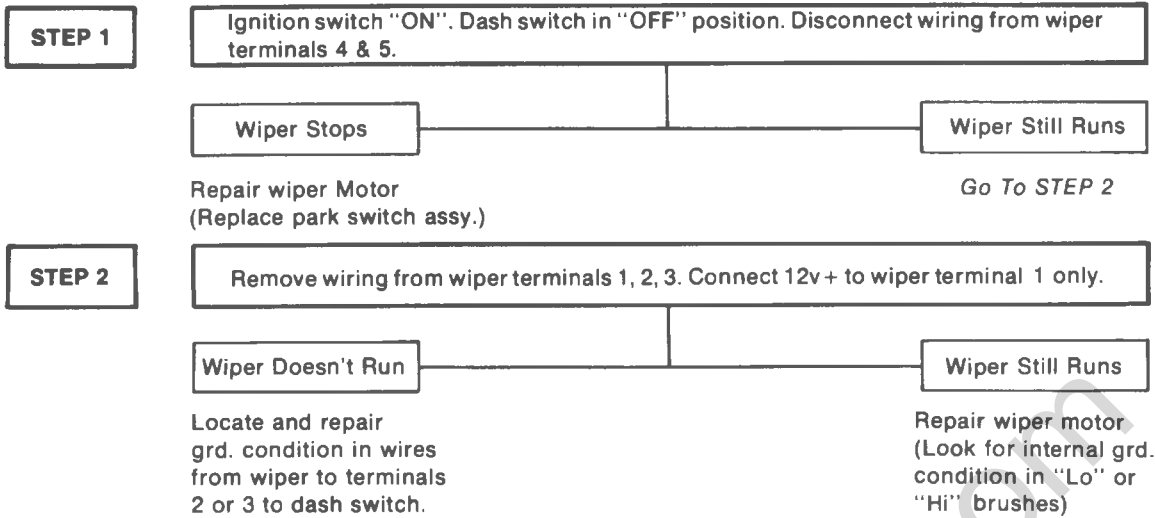 STEP 1
Ignition switch "ON". Dash switch in "OFF" position. Disconnect wiring from wiper
terminals 4 & 5.
Wiper Stops
Wiper Still Runs
Repair wiper Motor
(Replace park switch assy.)
Go To STEP 2
STEP 2
Remove wiring from wiper terminals 1, 2, 3. Connect 12v+ to wiper terminal 1 only.
Wiper Doesn't Run
Wiper Still Runs
Locate and repair
grd. condition in wires
from wiper to terminals
2 or 3 to dash switch.
Repair wiper motor
(Look for internal grd.
condition in "Lo" or
"Hi" brushes)